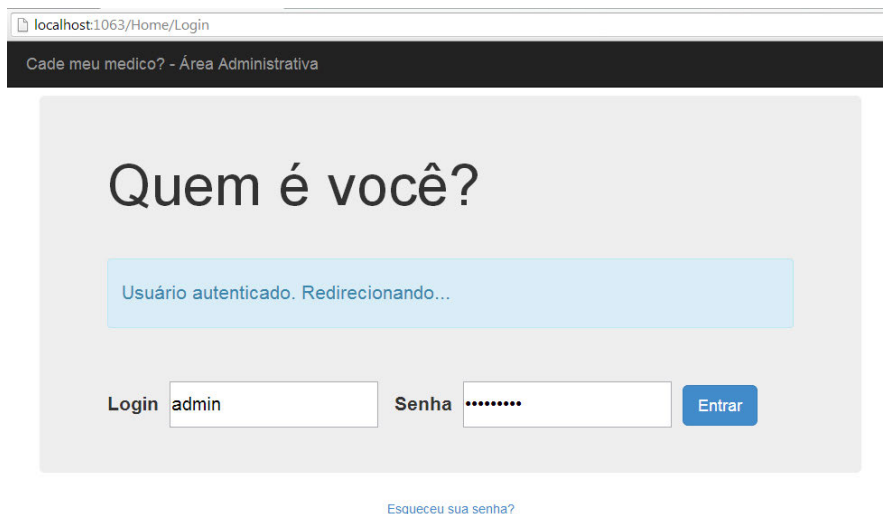 localhost:1063/Home/Login
Cade meu medico? - Área Administrativa
Quem é você?
Usuário autenticado. Redirecionando...
Login admin Senha ••••••••• Entrar
Esqueceu sua senha?